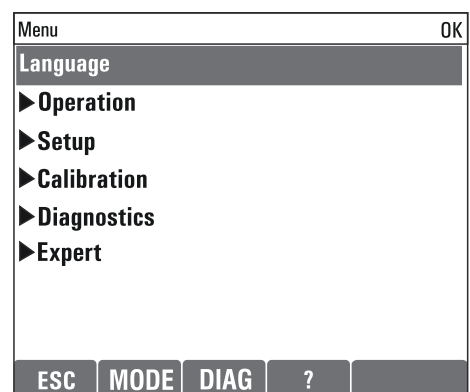 Menu OK
Language
▶Operation
▶Setup
▶Calibration
▶Diagnostics
▶Expert
ESC MODE DIAG ?